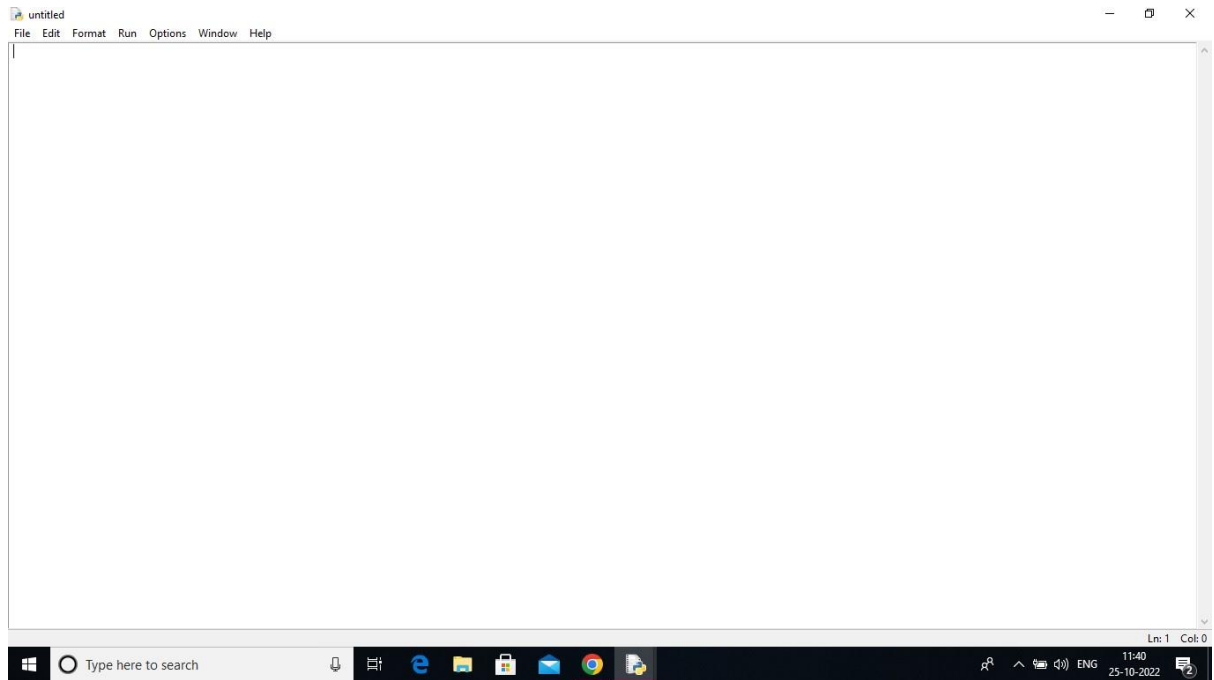 untitled
File Edit Format Run Options Window Help
Ln: 1 Col: 0
Type here to search
ENG
11:40
25-10-2022
2